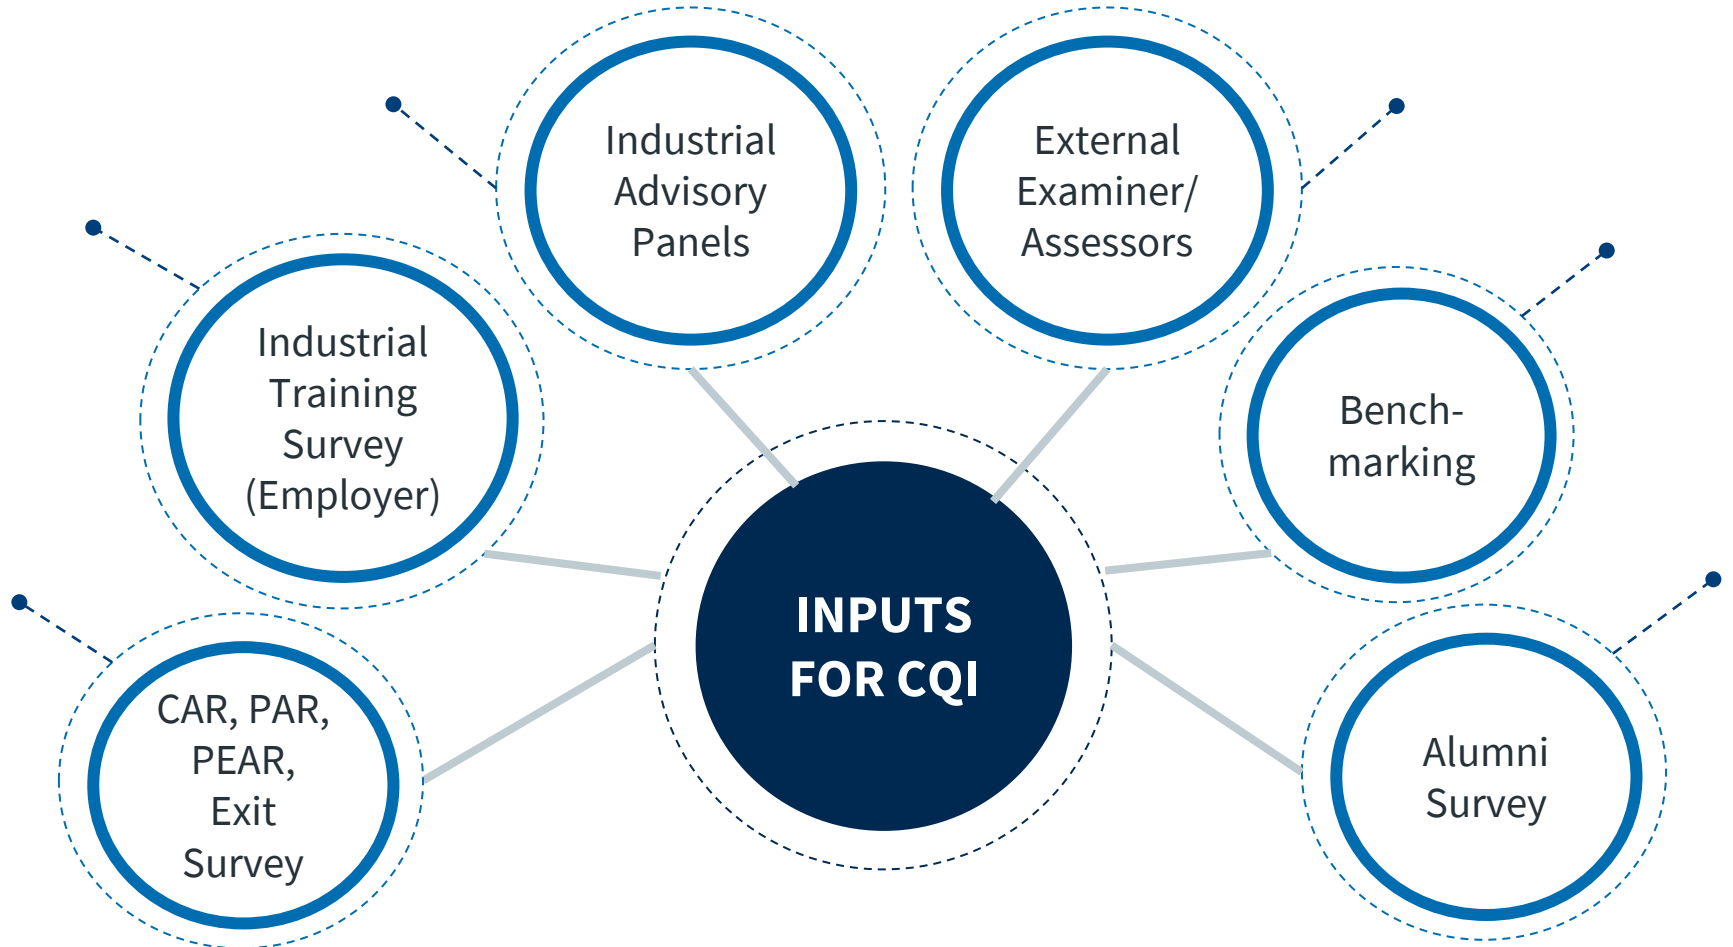 Industrial
Advisory
Panels
External
Examiner/
Assessors
Industrial
Training
Survey
(Employer)
Bench-
marking
INPUTS
FOR CQI
CAR, PAR,
PEAR,
Exit
Survey
Alumni
Survey